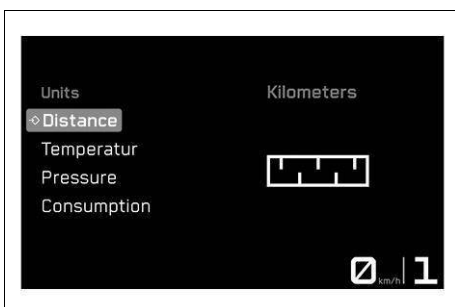 Units
Distance
Temperatur
Pressure
Consumption
Kilometers
0 km/h 1